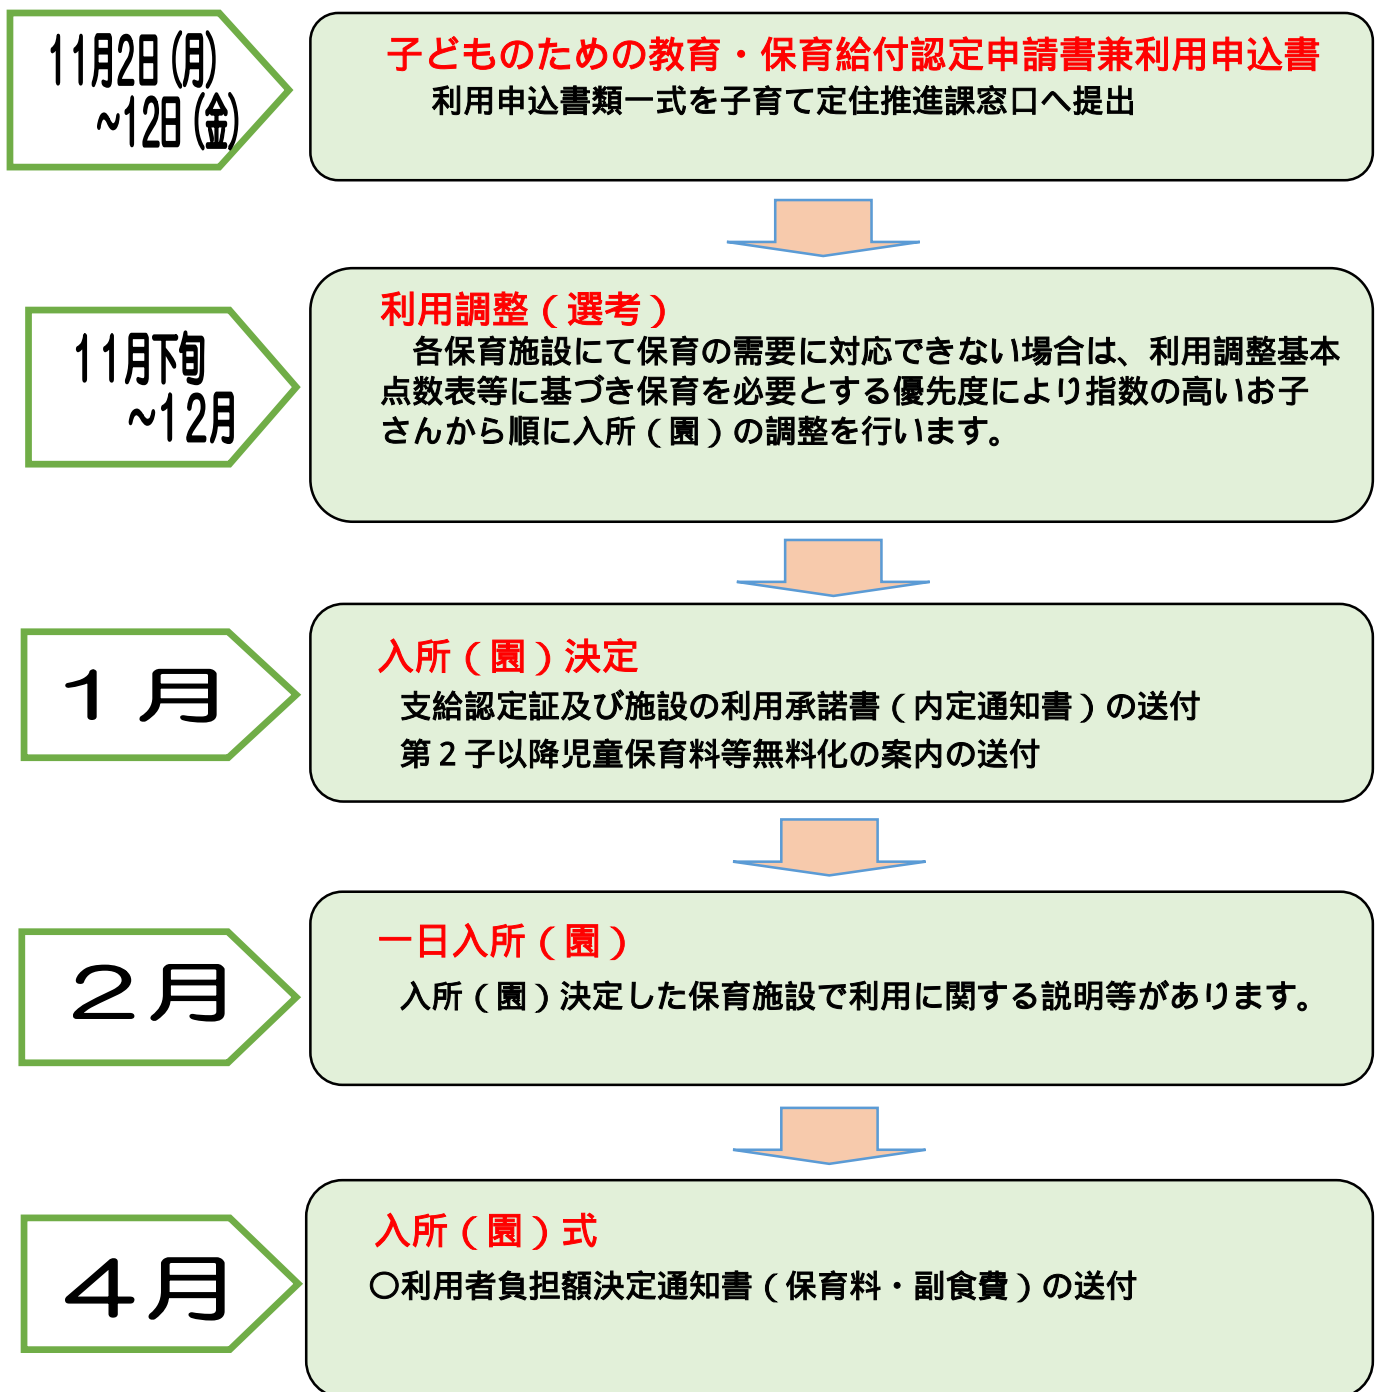 11月2日(月)
~12日(金)
子どものための教育・保育給付認定申請書兼利用申込書
利用申込書類一式を子育て定住推進課窓口へ提出
11月下旬
~12月
利用調整(選考)
各保育施設にて保育の需要に対応できない場合は、利用調整基本
点数表等に基づき保育を必要とする優先度により指数の高いお子
さんから順に入所(園)の調整を行います。
1月
入所(園)決定
支給認定証及び施設の利用承諾書(内定通知書)の送付
第2子以降児童保育料等無料化の案内の送付
2月
一日入所(園)
入所(園)決定した保育施設で利用に関する説明等があります。
4月
入所(園)式
○利用者負担額決定通知書(保育料・副食費)の送付